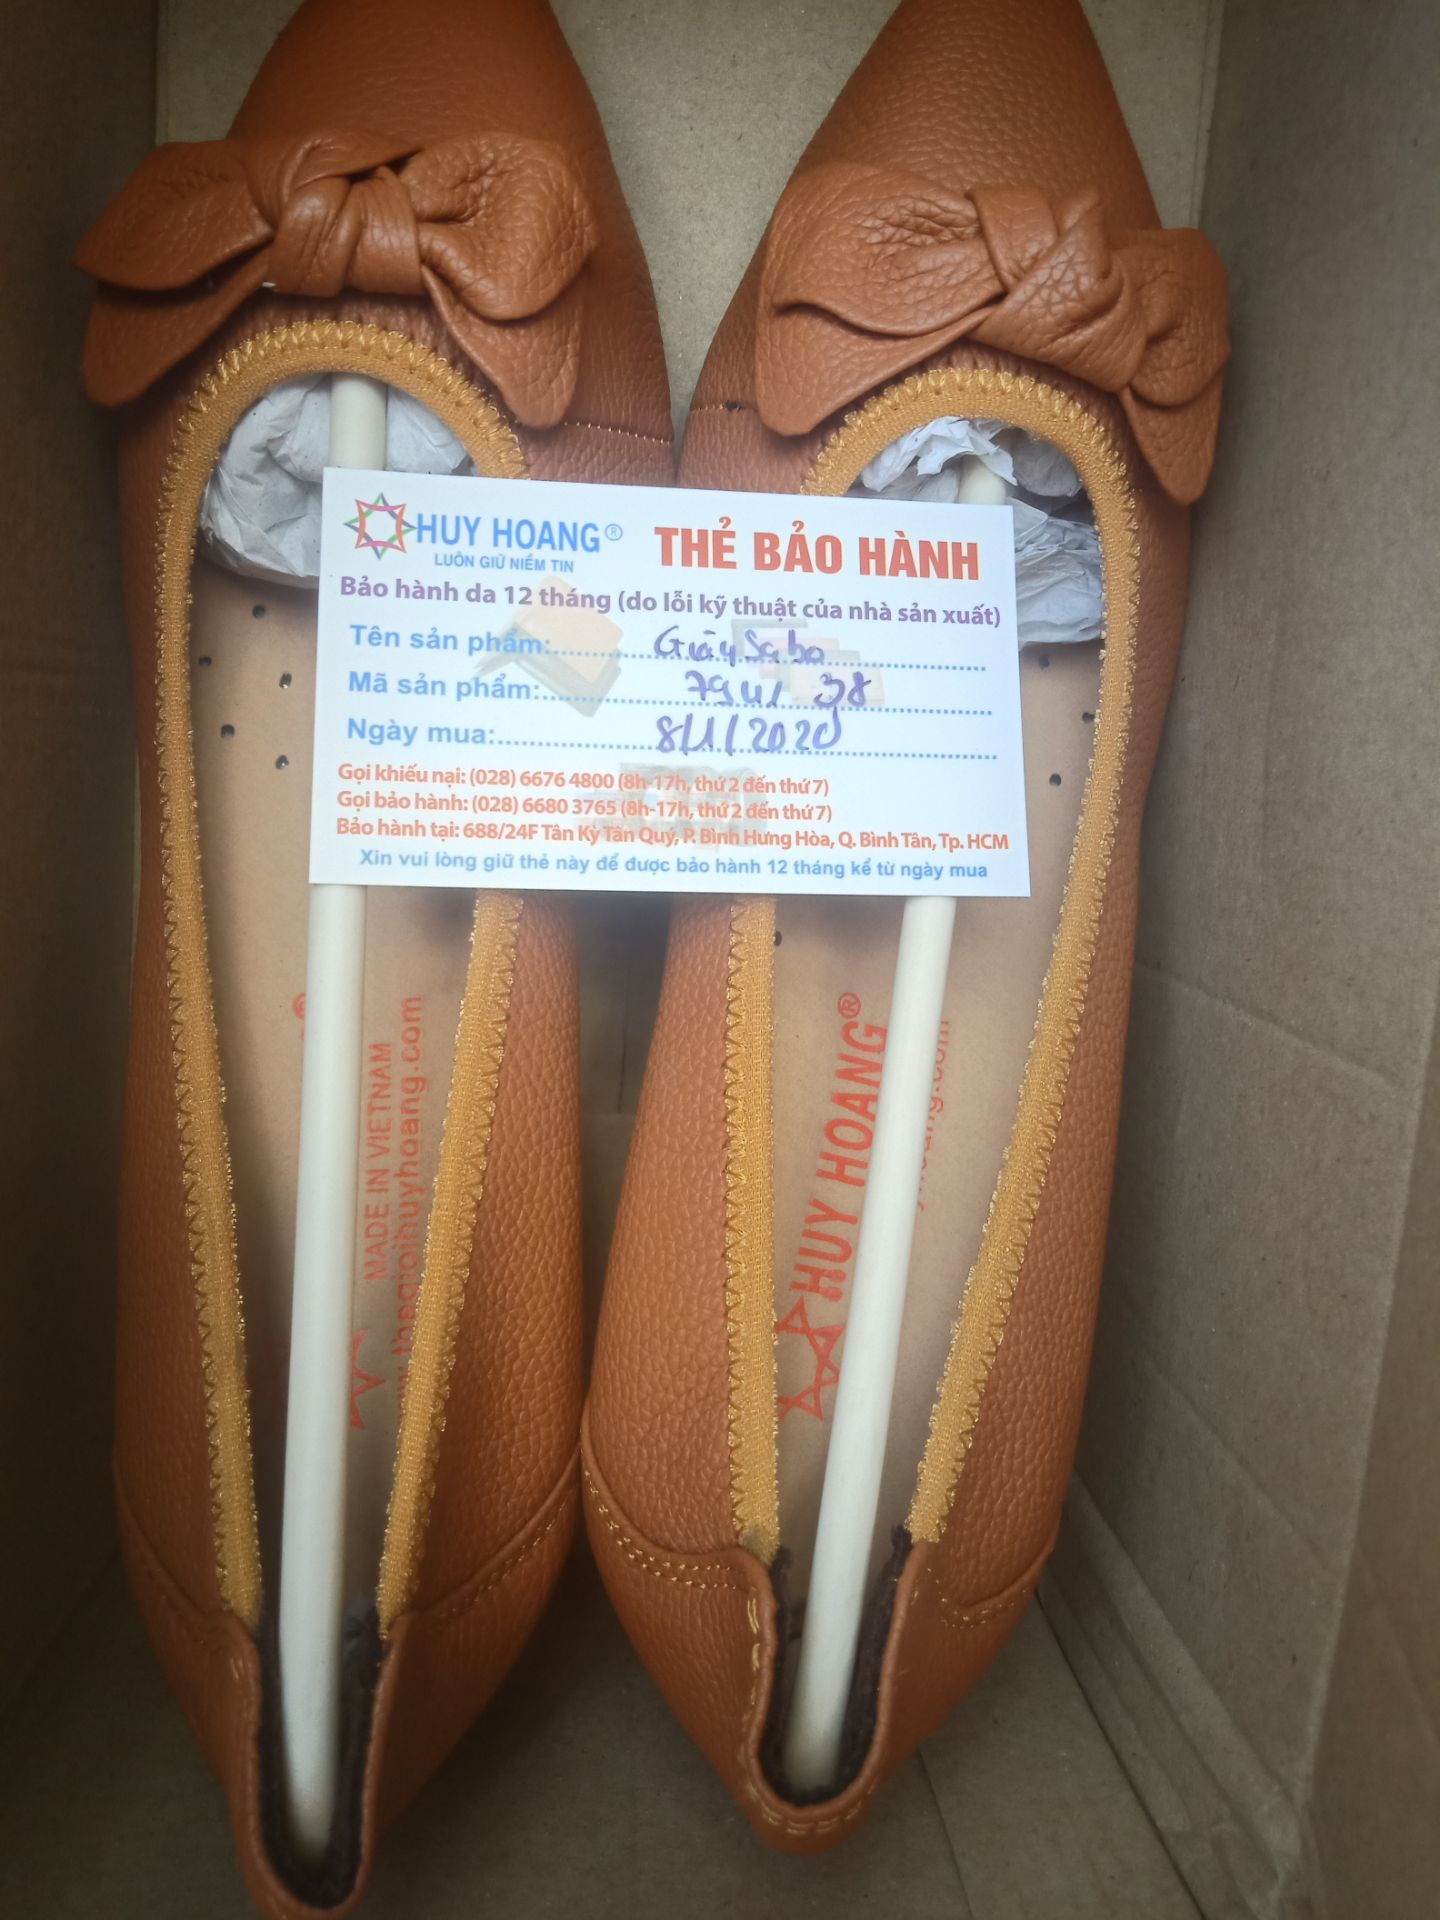 HUY HOANG® THẺ BẢO HÀNH
LUÔN GIỮ NIỀM TIN
Bảo hành da 12 tháng (do lỗi kỹ thuật của nhà sản xuất)
Tên sản phẩm: Giày Sabo
Mã sản phẩm: 38
Ngày mua: 8/1/2020
Gọi khiếu nại: (028) 6676 4800 (8h-17h, thứ 2 đến thứ 7)
Gọi bảo hành: (028) 6680 3765 (8h-17h, thứ 2 đến thứ 7)
Bảo hành tại: 688/24F Tân Kỳ Tân Quý, P. Bình Hưng Hòa, Q. Bình Tân, Tp. HCM
Xin vui lòng giữ thẻ này để được bảo hành 12 tháng kể từ ngày mua
MADE IN VIETNAM
www.thegioihuyhoang.com
HUY HOANG®